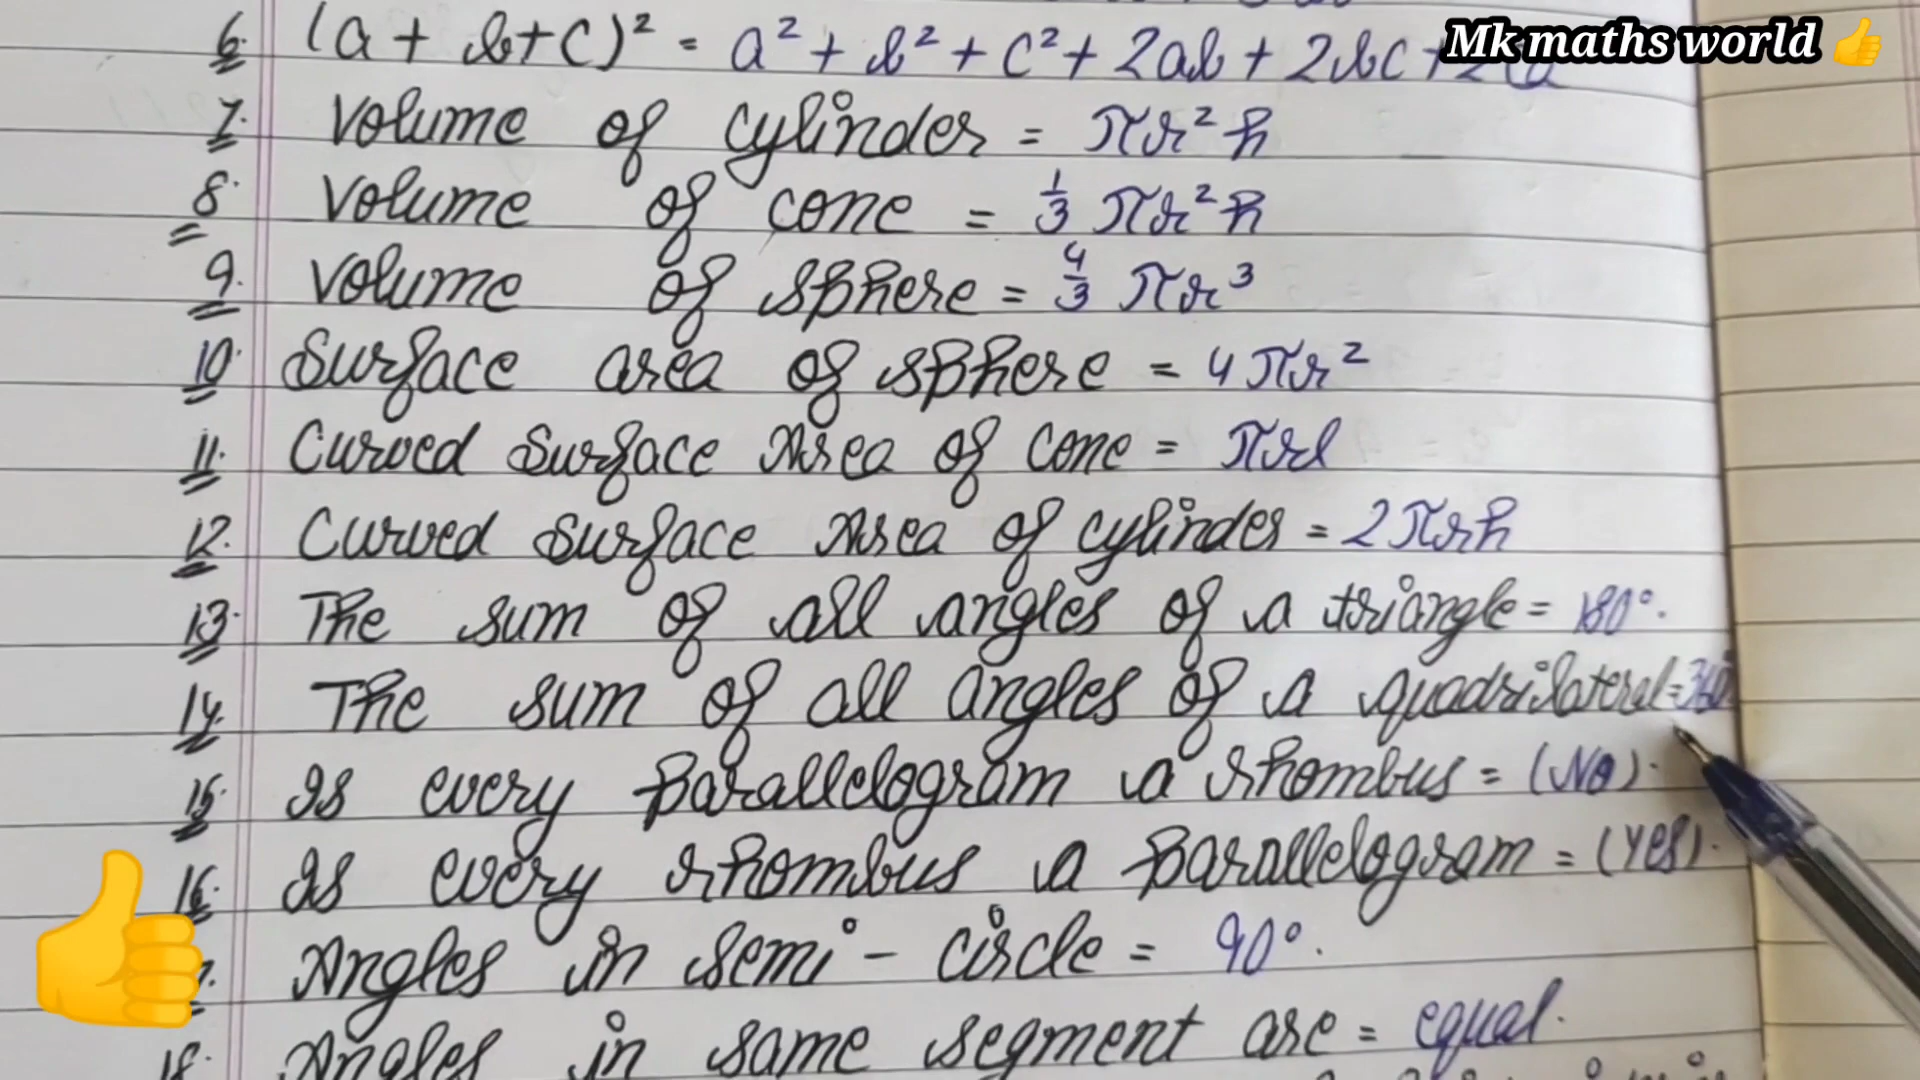 Mk maths world 👍
6. (a + b + c)² = a² + b² + c² + 2ab + 2bc + 2ca
7. Volume of cylinder = πr²h
8. Volume of cone = 1/3 πr²h
9. Volume of sphere = 4/3 πr³
10. Surface area of sphere = 4πr²
11. Curved Surface Area of cone = πrl
12. Curved Surface Area of cylinder = 2πrh
13. The sum of all angles of a triangle = 180°.
14. The sum of all angles of a quadrilateral = 360
15. Is every Parallelogram a rhombus = (No).
16. Is every rhombus a Parallelogram = (Yes).
7. Angles in semi - circle = 90°.
18. Angles in same segment are = equal.